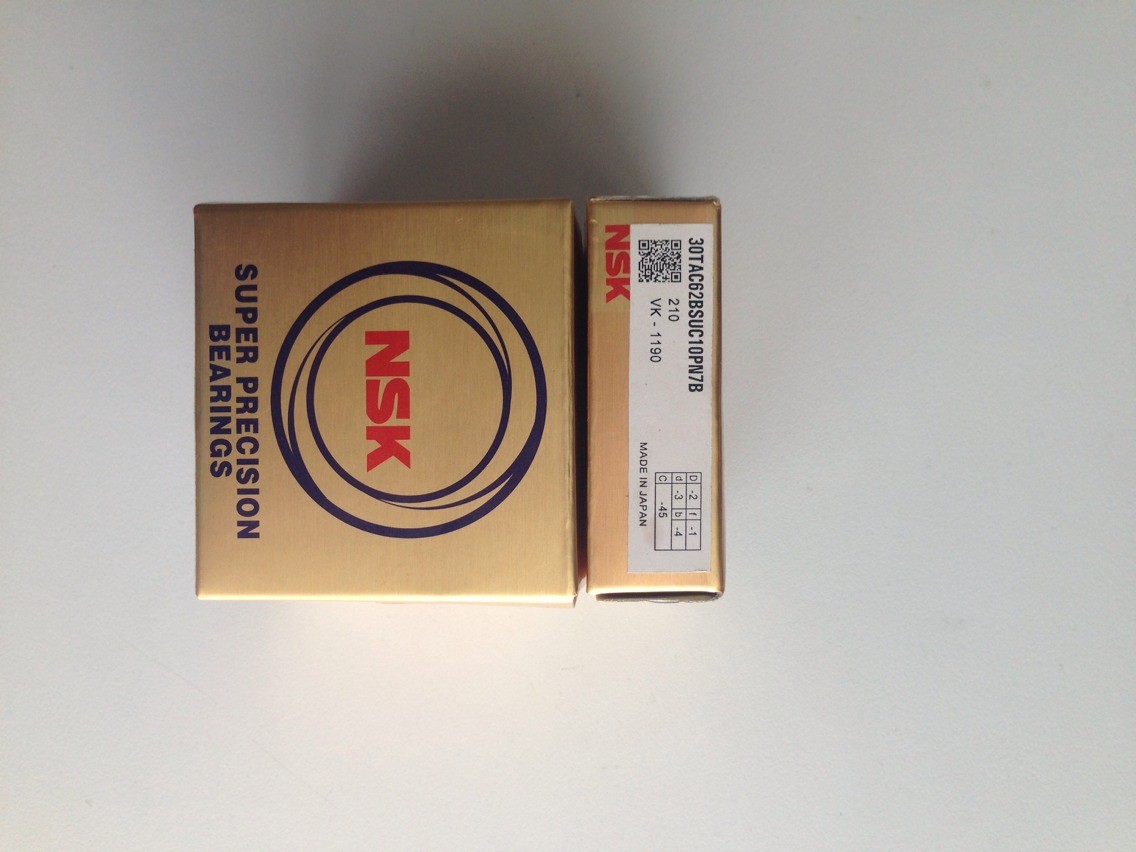 NSK
SUPER PRECISION
BEARINGS
NSK
30TAC62BSUC10PN7B
210
VK - 1190
MADE IN JAPAN
D -2 f -1
d -3 b -4
C -45